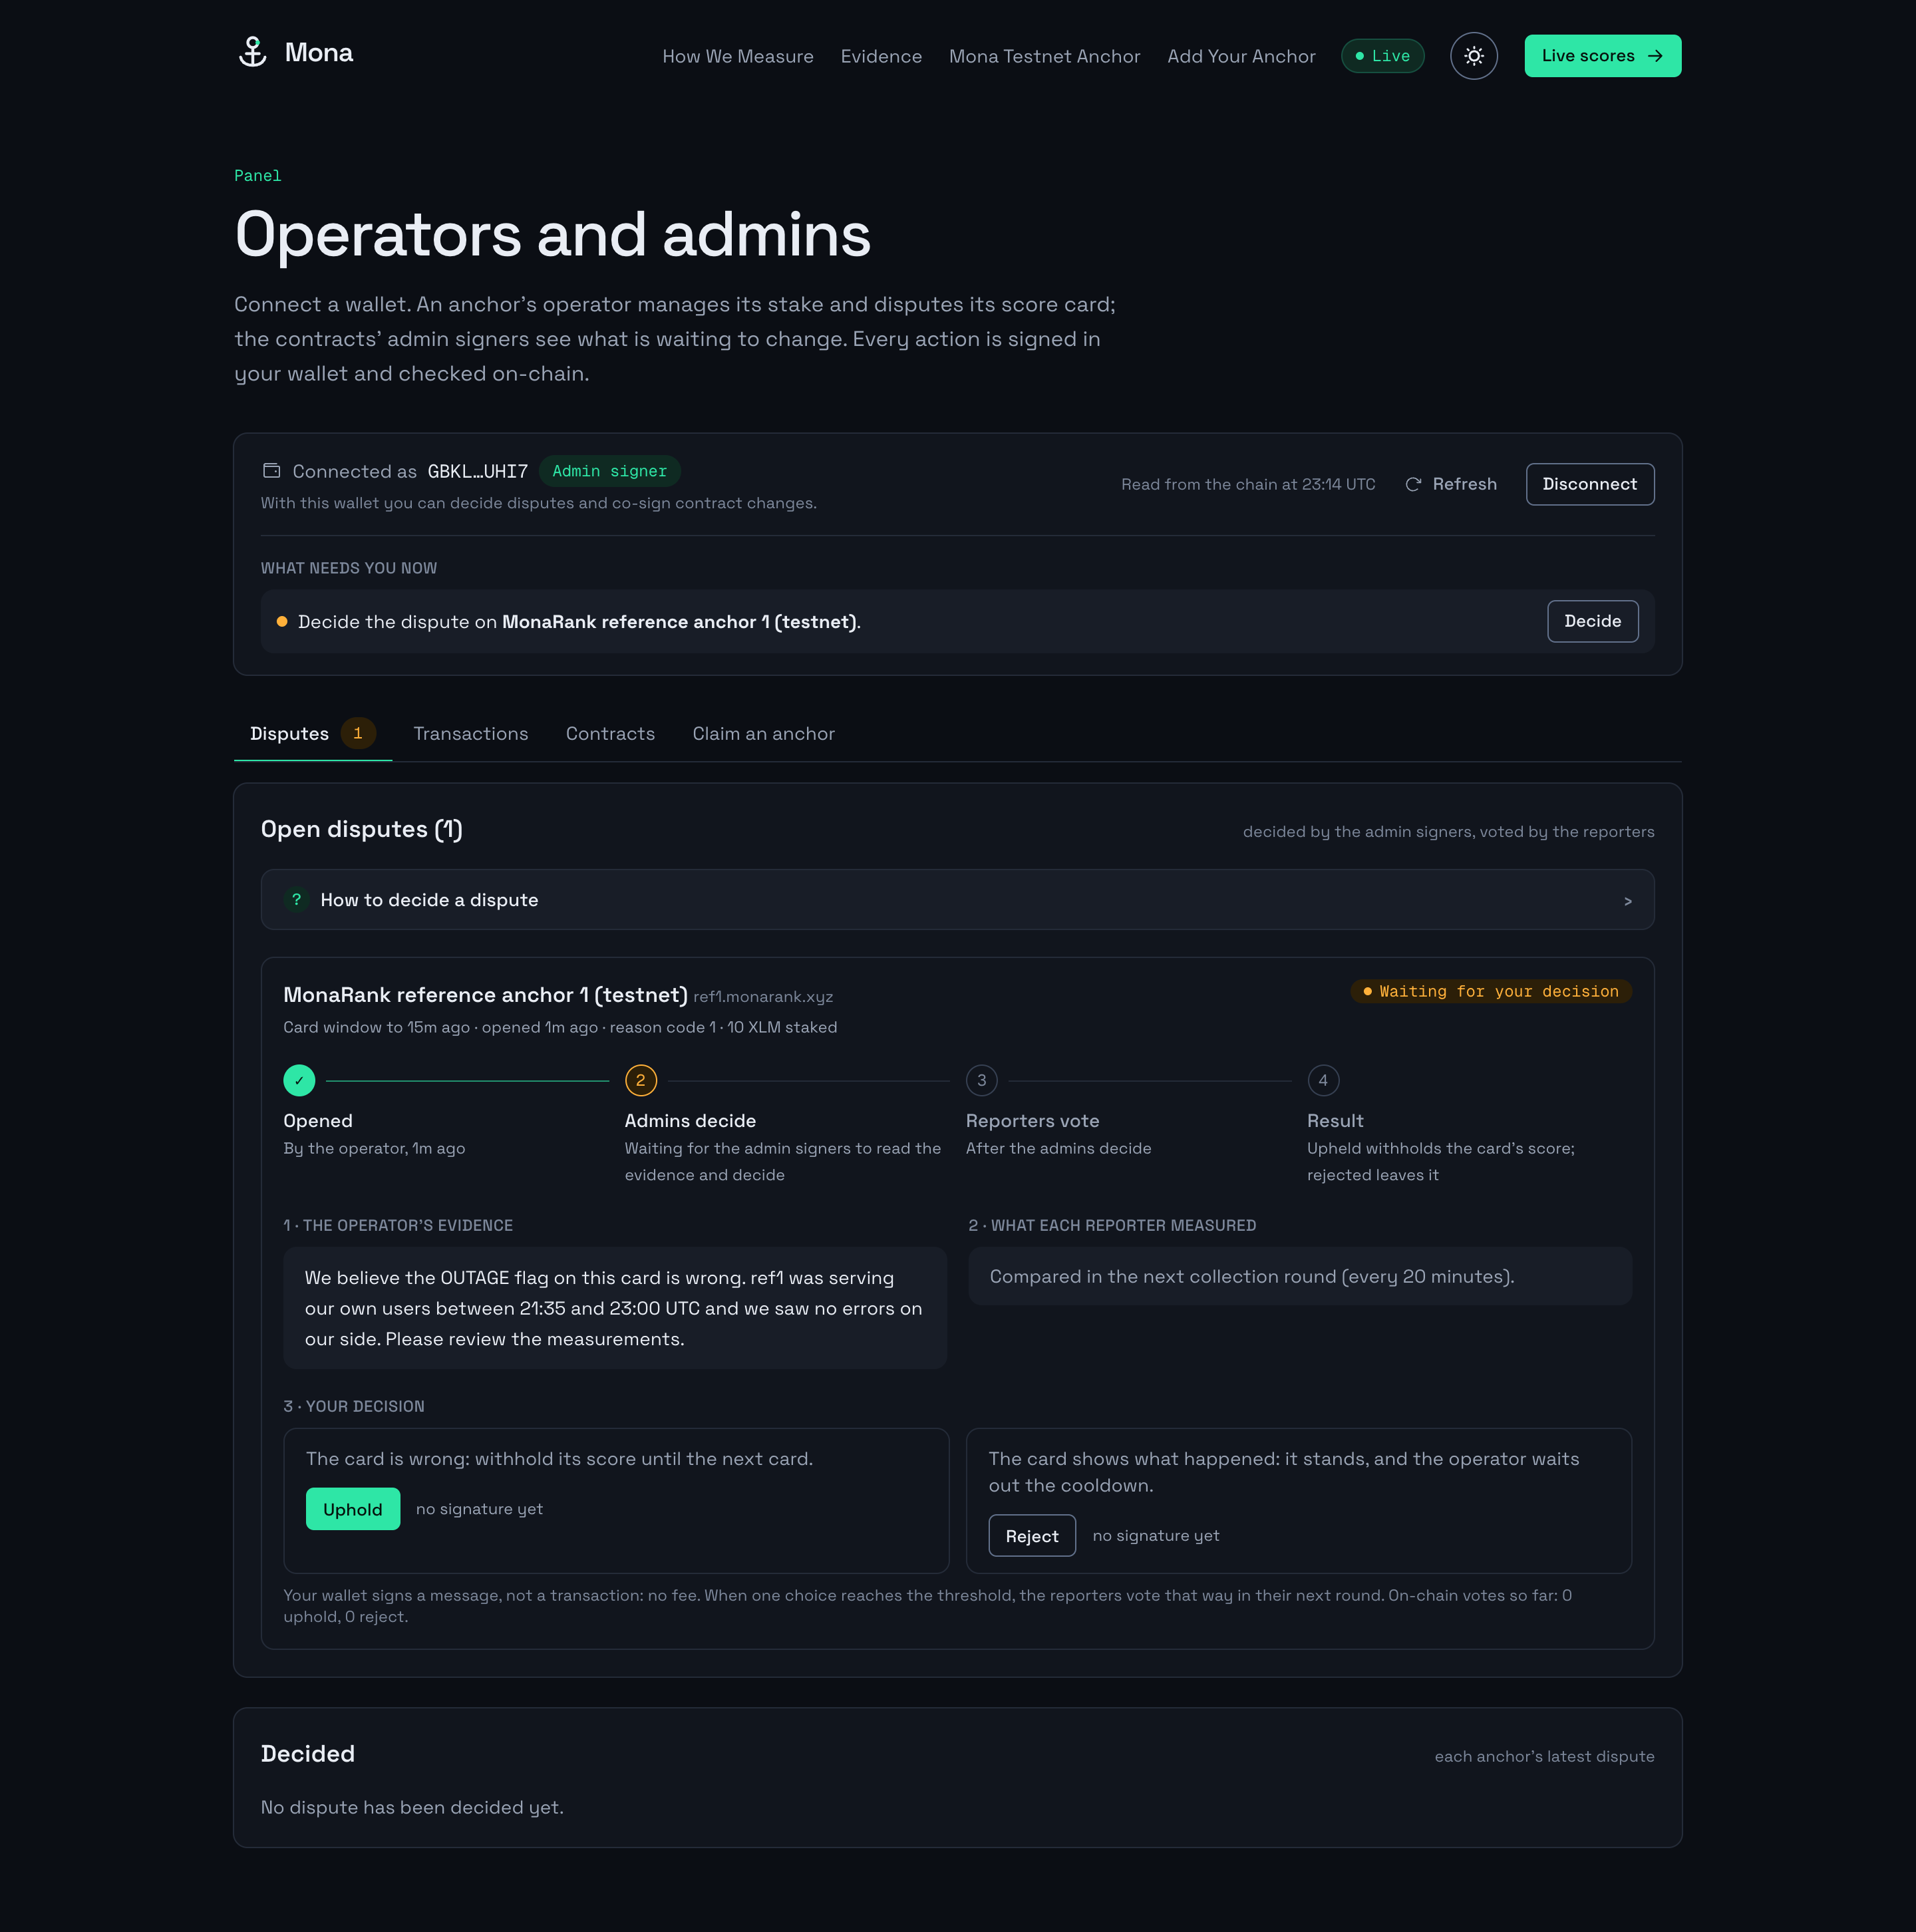 Mona
How We Measure
Evidence
Mona Testnet Anchor
Add Your Anchor
Live
Live scores →
Panel
Operators and admins
Connect a wallet. An anchor's operator manages its stake and disputes its score card;
the contracts' admin signers see what is waiting to change. Every action is signed in
your wallet and checked on-chain.
Connected as GBKL…UHI7 Admin signer
With this wallet you can decide disputes and co-sign contract changes.
Read from the chain at 23:14 UTC
Refresh
Disconnect
WHAT NEEDS YOU NOW
Decide the dispute on MonaRank reference anchor 1 (testnet).
Decide
Disputes 1
Transactions
Contracts
Claim an anchor
Open disputes (1)
decided by the admin signers, voted by the reporters
? How to decide a dispute >
MonaRank reference anchor 1 (testnet) ref1.monarank.xyz
Waiting for your decision
Card window to 15m ago · opened 1m ago · reason code 1 · 10 XLM staked
✓
Opened
By the operator, 1m ago
2
Admins decide
Waiting for the admin signers to read the
evidence and decide
3
Reporters vote
After the admins decide
4
Result
Upheld withholds the card's score;
rejected leaves it
1 · THE OPERATOR'S EVIDENCE
We believe the OUTAGE flag on this card is wrong. ref1 was serving
our own users between 21:35 and 23:00 UTC and we saw no errors on
our side. Please review the measurements.
2 · WHAT EACH REPORTER MEASURED
Compared in the next collection round (every 20 minutes).
3 · YOUR DECISION
The card is wrong: withhold its score until the next card.
Uphold no signature yet
The card shows what happened: it stands, and the operator waits
out the cooldown.
Reject no signature yet
Your wallet signs a message, not a transaction: no fee. When one choice reaches the threshold, the reporters vote that way in their next round. On-chain votes so far: 0
uphold, 0 reject.
Decided
each anchor's latest dispute
No dispute has been decided yet.